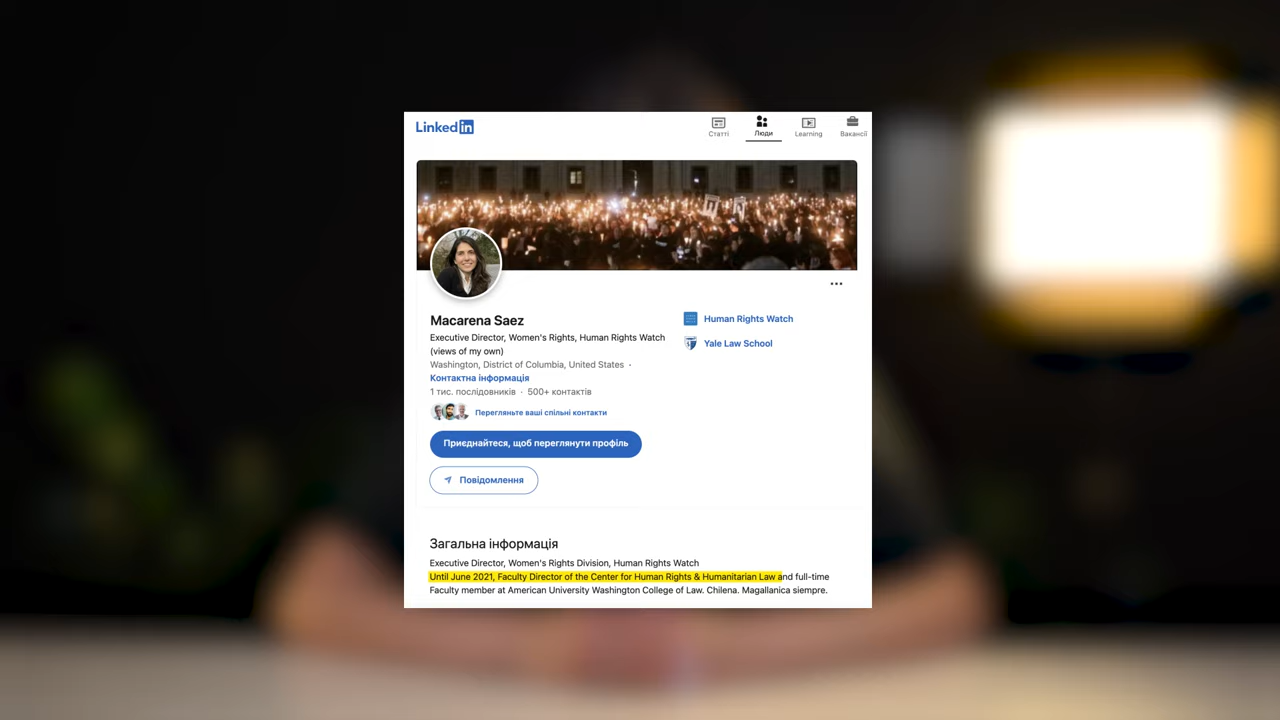 Linkedin
Статті
Люди
Learning
Вакансії
Macarena Saez
Executive Director, Women's Rights, Human Rights Watch
(views of my own)
Washington, District of Columbia, United States ·
Контактна інформація
1 тис. послідовників · 500+ контактів
Перегляньте ваші спільні контакти
Приєднайтеся, щоб переглянути профіль
Повідомлення
Human Rights Watch
Yale Law School
Загальна інформація
Executive Director, Women's Rights Division, Human Rights Watch
Until June 2021, Faculty Director of the Center for Human Rights & Humanitarian Law and full-time
Faculty member at American University Washington College of Law. Chilena. Magallanica siempre.